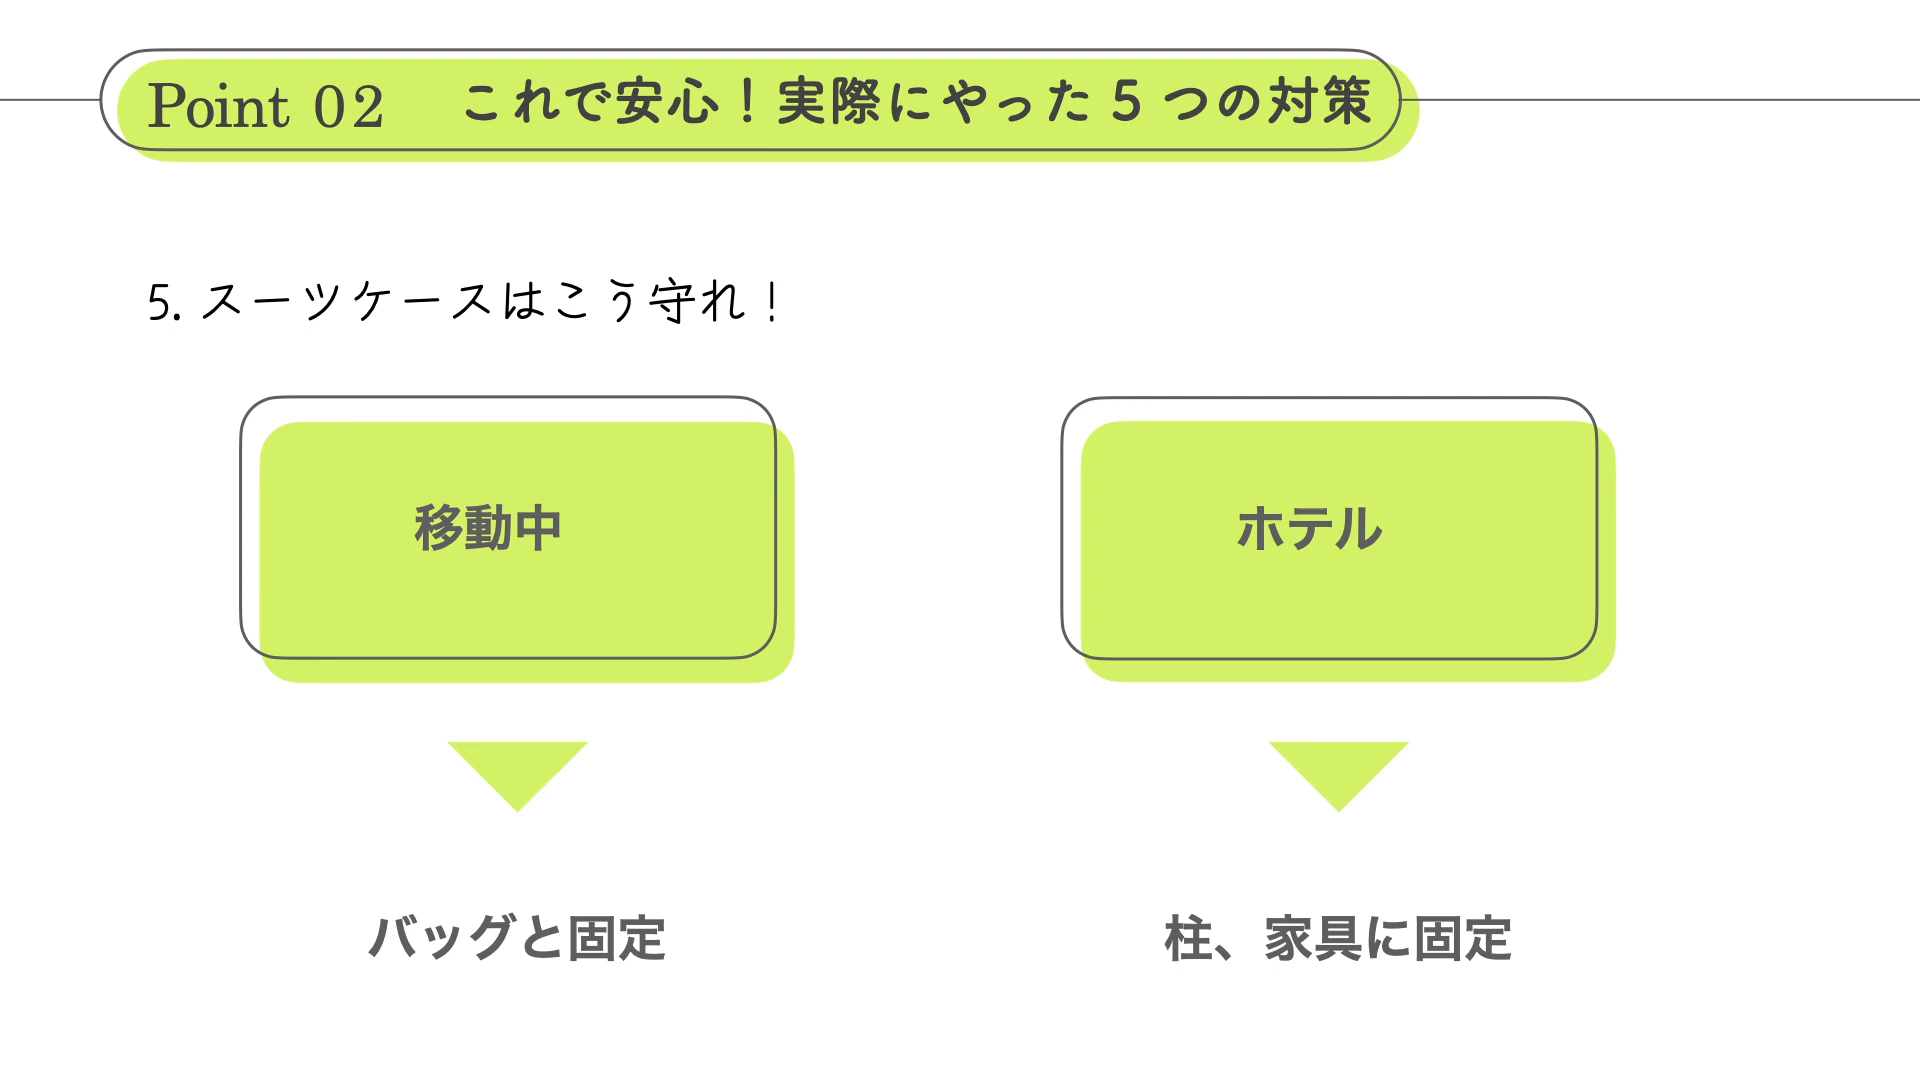 Point 02 これで安心！実際にやった5つの対策
5. スーツケースはこう守れ！
移動中
ホテル
バッグと固定
柱、家具に固定